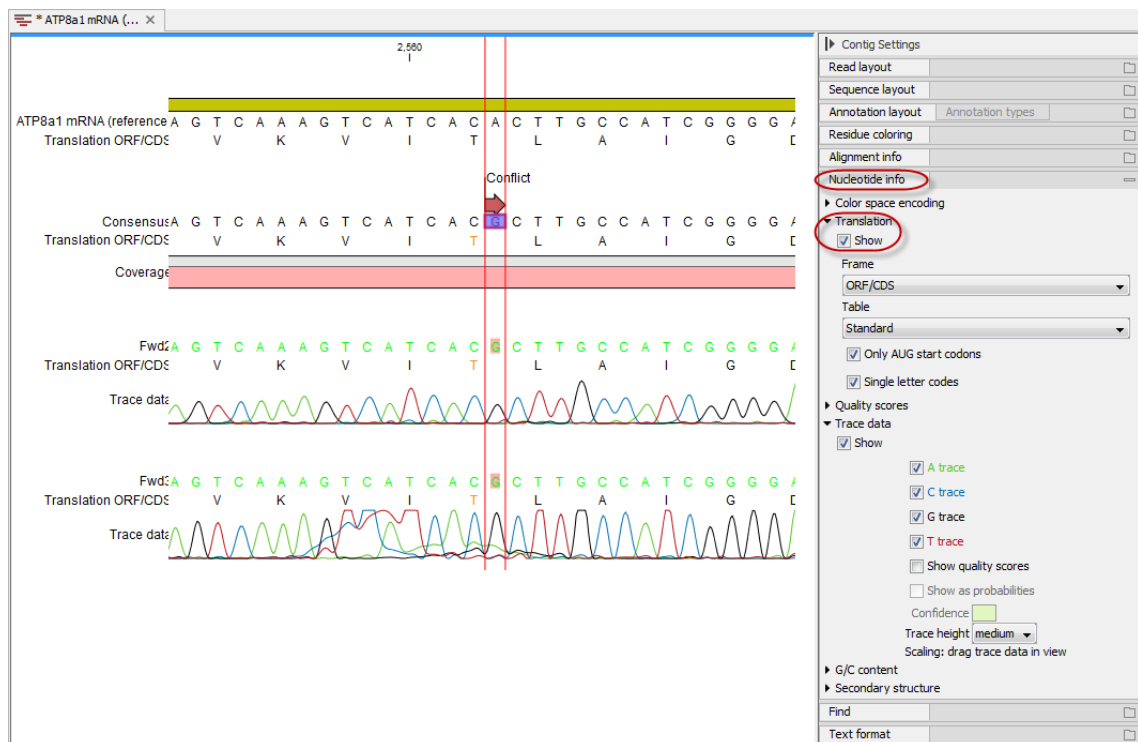 * ATP8a1 mRNA (... ×
2,560
ATP8a1 mRNA (reference A G T C A A A G T C A T C A C A C T T G C C A T C G G G G A
Translation ORF/CDS V K V I T L A I G
Conflict
Consensus A G T C A A A G T C A T C A C G C T T G C C A T C G G G G A
Translation ORF/CDS V K V I T L A I G
Coverage
Fwd2 A G T C A A A G T C A T C A C G C T T G C C A T C G G G G A
Translation ORF/CDS V K V I T L A I G
Trace data
Fwd3 A G T C A A A G T C A T C A C G C T T G C C A T C G G G G A
Translation ORF/CDS V K V I T L A I G
Trace data
Contig Settings
Read layout
Sequence layout
Annotation layout Annotation types
Residue coloring
Alignment info
Nucleotide info
Color space encoding
Translation
Show
Frame
ORF/CDS
Table
Standard
Only AUG start codons
Single letter codes
Quality scores
Trace data
Show
A trace
C trace
G trace
T trace
Show quality scores
Show as probabilities
Confidence
Trace height medium
Scaling: drag trace data in view
G/C content
Secondary structure
Find
Text format